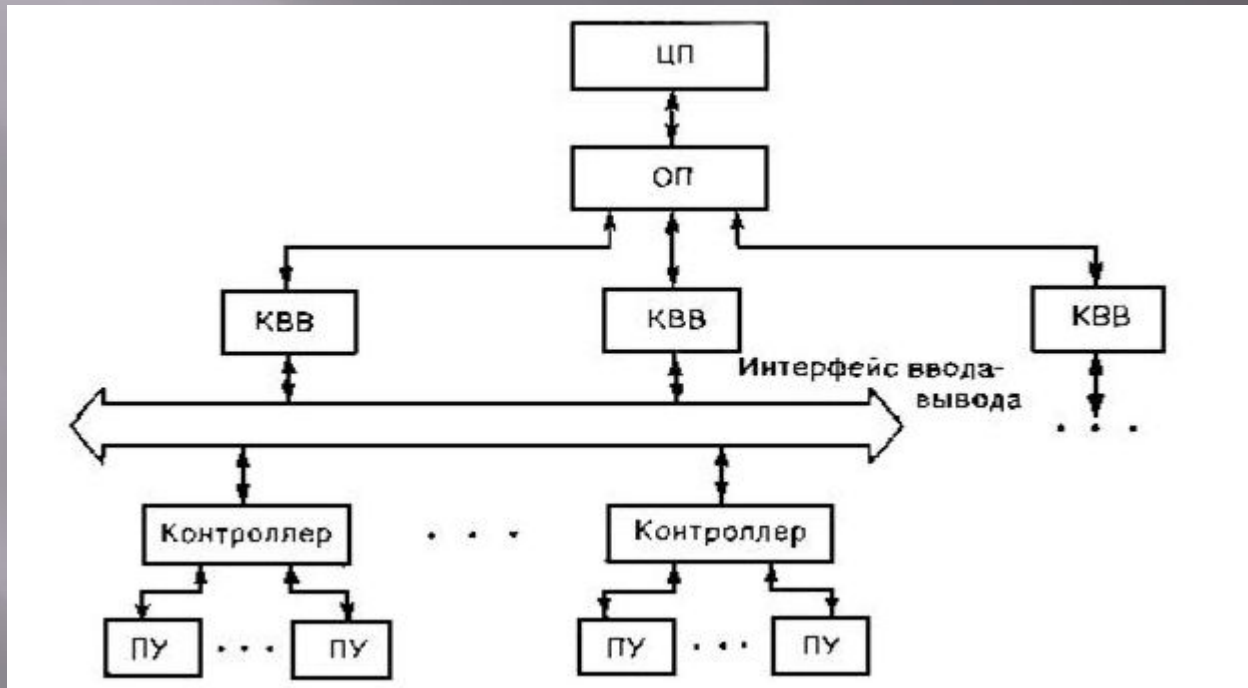 ЦП
ОП
КВВ
КВВ
КВВ
Интерфейс ввода-
вывода
. . .
Контроллер
. . .
Контроллер
ПУ
. . .
ПУ
ПУ
. . .
ПУ